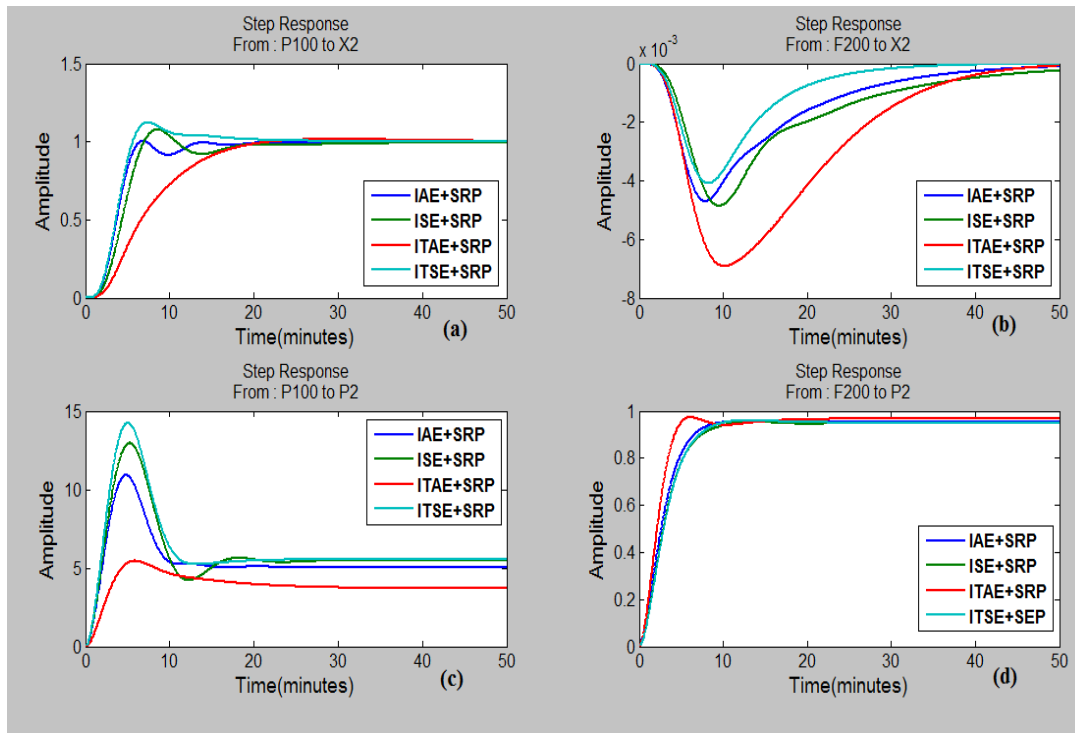 Step Response
From : P100 to X2
1.5
1
0.5
0
Amplitude
0 10 20 30 40 50
Time(minutes)
IAE+SRP
ISE+SRP
ITAE+SRP
ITSE+SRP
(a)
Step Response
From : F200 to X2
x 10⁻³
0
-2
-4
-6
-8
Amplitude
0 10 20 30 40 50
Time(minutes)
IAE+SRP
ISE+SRP
ITAE+SRP
ITSE+SRP
(b)
Step Response
From : P100 to P2
15
10
5
0
Amplitude
0 10 20 30 40 50
Time(minutes)
IAE+SRP
ISE+SRP
ITAE+SRP
ITSE+SRP
(c)
Step Response
From : F200 to P2
1
0.8
0.6
0.4
0.2
0
Amplitude
0 10 20 30 40 50
Time(minutes)
IAE+SRP
ISE+SRP
ITAE+SRP
ITSE+SEP
(d)